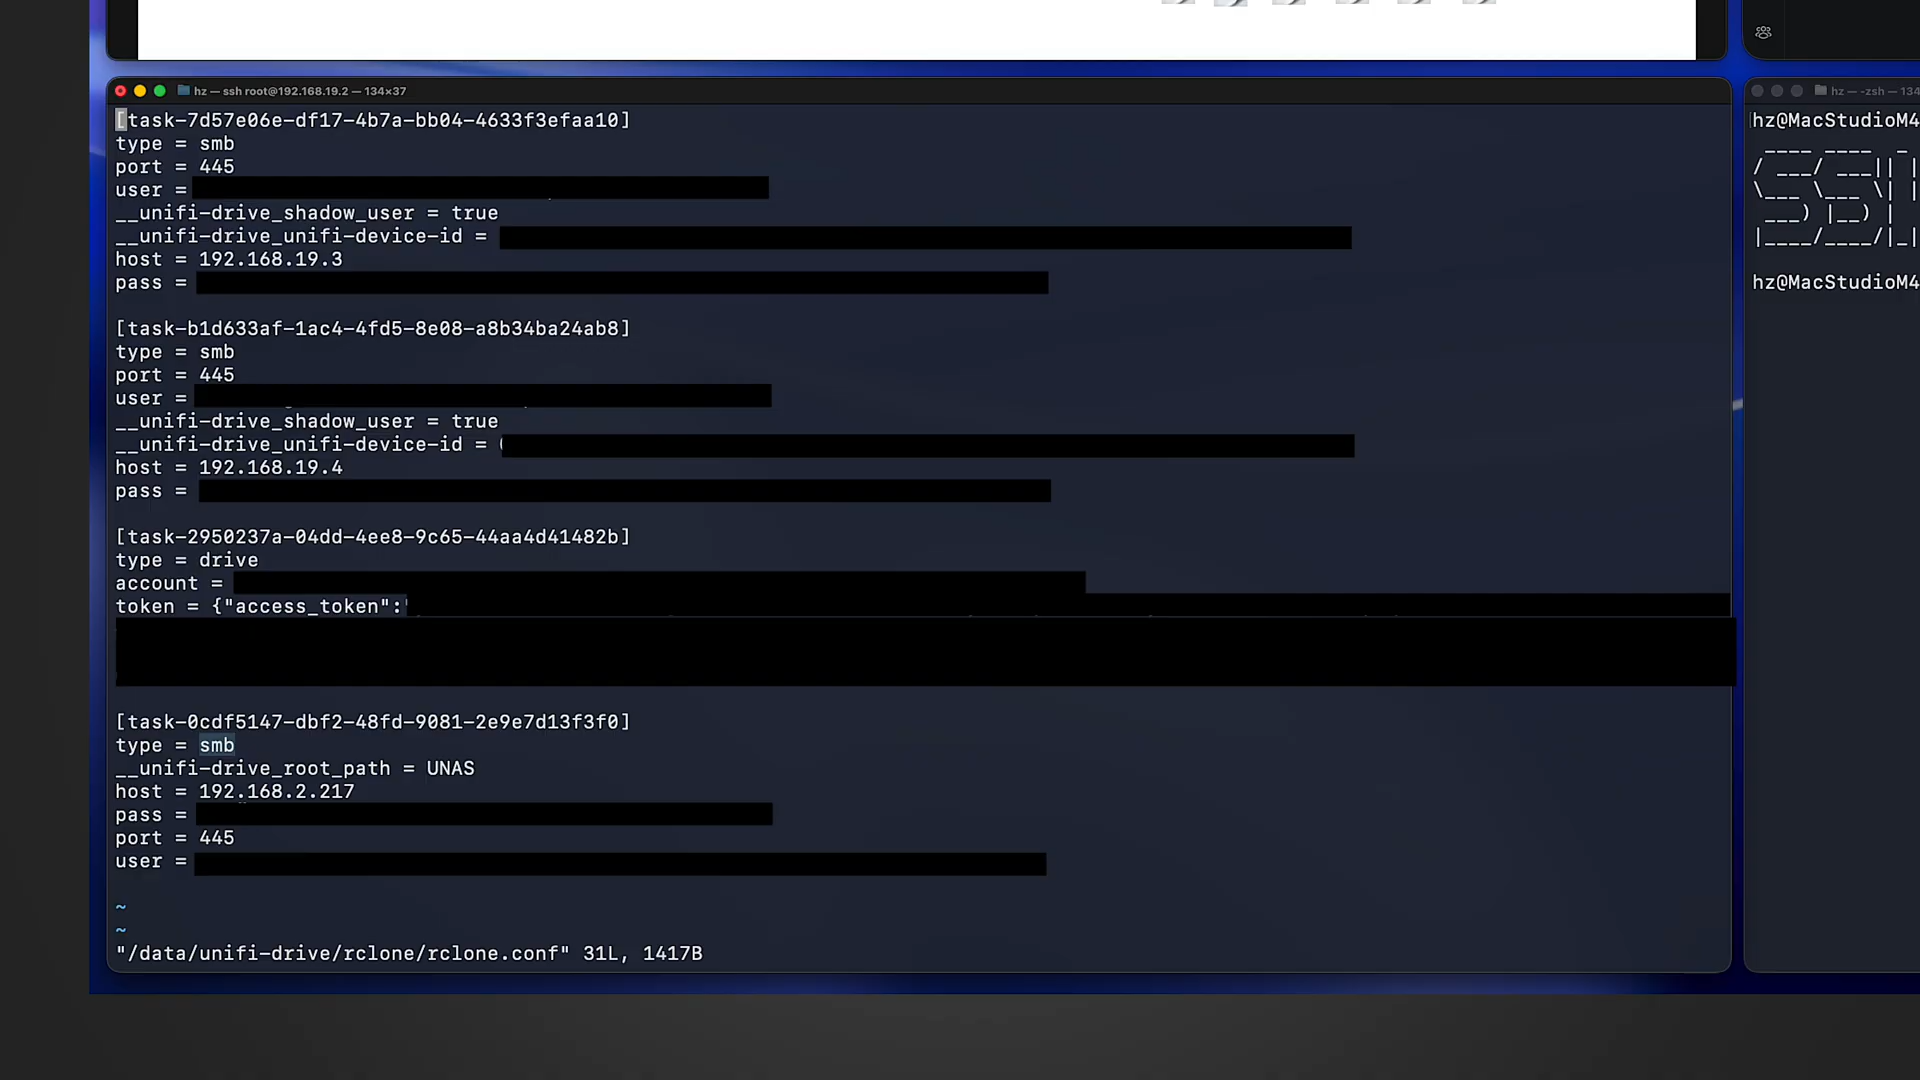 hz — ssh root@192.168.19.2 — 134×37
[task-7d57e06e-df17-4b7a-bb04-4633f3efaa10]
type = smb
port = 445
user =
__unifi-drive_shadow_user = true
__unifi-drive_unifi-device-id =
host = 192.168.19.3
pass =
[task-b1d633af-1ac4-4fd5-8e08-a8b34ba24ab8]
type = smb
port = 445
user =
__unifi-drive_shadow_user = true
__unifi-drive_unifi-device-id =
host = 192.168.19.4
pass =
[task-2950237a-04dd-4ee8-9c65-44aa4d41482b]
type = drive
account =
token = {"access_token":
[task-0cdf5147-dbf2-48fd-9081-2e9e7d13f3f0]
type = smb
__unifi-drive_root_path = UNAS
host = 192.168.2.217
pass =
port = 445
user =
~
~
"/data/unifi-drive/rclone/rclone.conf" 31L, 1417B
hz — -zsh — 134
hz@MacStudioM4
hz@MacStudioM4